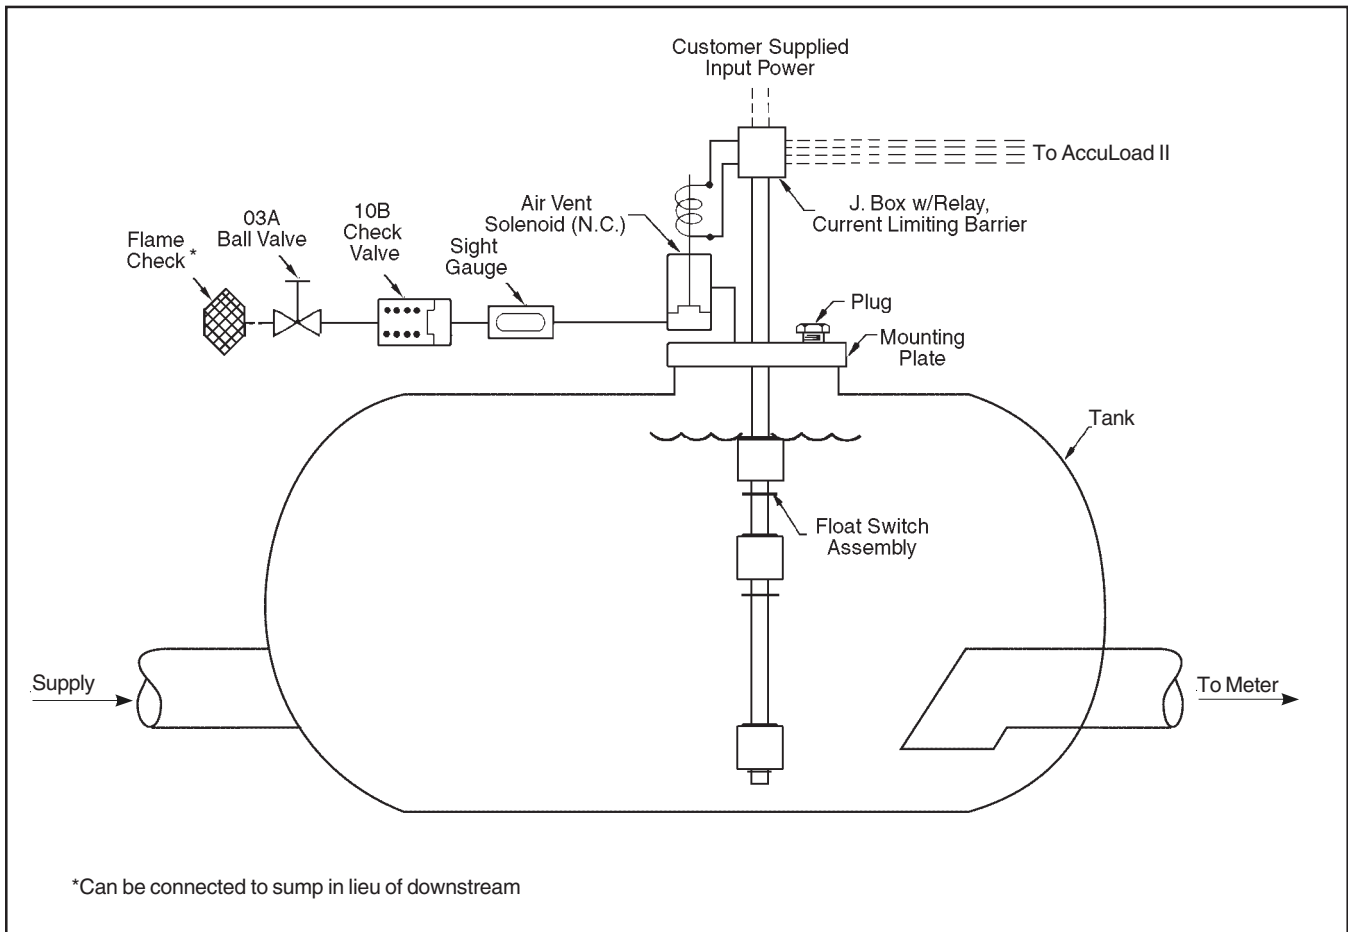 Customer Supplied
Input Power
To AccuLoad II
J. Box w/Relay,
Current Limiting Barrier
Air Vent
Solenoid (N.C.)
10B
Check
Valve
03A
Ball Valve
Sight
Gauge
Flame
Check *
Plug
Mounting
Plate
Tank
Float Switch
Assembly
Supply
To Meter
*Can be connected to sump in lieu of downstream